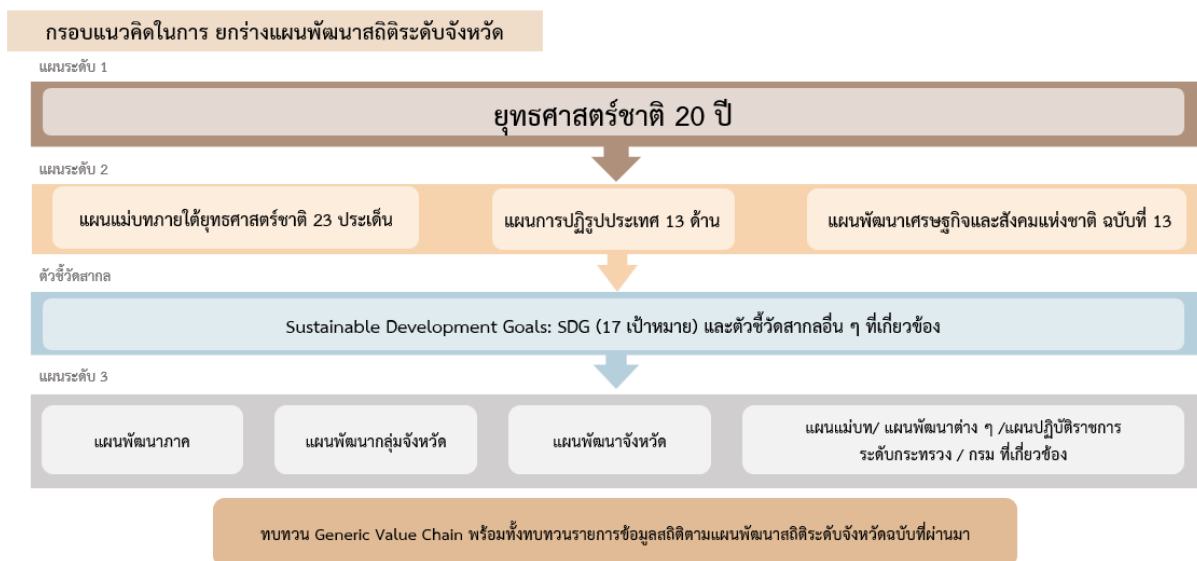 กรอบแนวคิดในการ ยกร่างแผนพัฒนาสถิติระดับจังหวัด
แผนระดับ 1
ยุทธศาสตร์ชาติ 20 ปี
แผนระดับ 2
แผนแม่บทภายใต้ยุทธศาสตร์ชาติ 23 ประเด็น
แผนการปฏิรูปประเทศ 13 ด้าน
แผนพัฒนาเศรษฐกิจและสังคมแห่งชาติ ฉบับที่ 13
ตัวชี้วัดสากล
Sustainable Development Goals: SDG (17 เป้าหมาย) และตัวชี้วัดสากลอื่น ๆ ที่เกี่ยวข้อง
แผนระดับ 3
แผนพัฒนาภาค
แผนพัฒนากลุ่มจังหวัด
แผนพัฒนาจังหวัด
แผนแม่บท/ แผนพัฒนาต่าง ๆ /แผนปฏิบัติราชการ
ระดับกระทรวง / กรม ที่เกี่ยวข้อง
ทบทวน Generic Value Chain พร้อมทั้งทบทวนรายการข้อมูลสถิติตามแผนพัฒนาสถิติระดับจังหวัดฉบับที่ผ่านมา